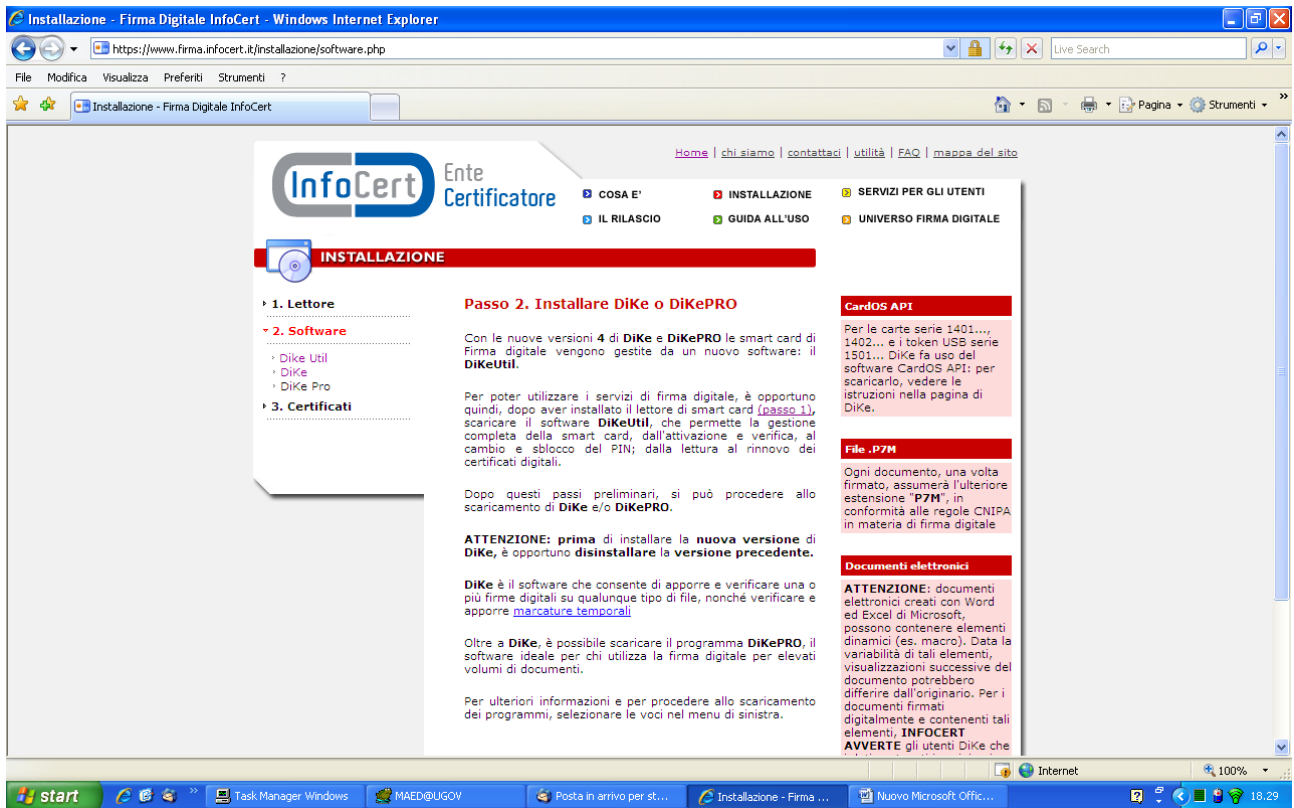 Installazione - Firma Digitale InfoCert - Windows Internet Explorer
https://www.firma.infocert.it/installazione/software.php
Live Search
File Modifica Visualizza Preferiti Strumenti ?
Installazione - Firma Digitale InfoCert
Pagina
Strumenti
Home | chi siamo | contattaci | utilità | FAQ | mappa del sito
InfoCert
Ente
Certificatore
COSA E' INSTALLAZIONE SERVIZI PER GLI UTENTI
IL RILASCIO GUIDA ALL'USO UNIVERSO FIRMA DIGITALE
INSTALLAZIONE
1. Lettore
2. Software
Dike Util
DiKe
DiKe Pro
3. Certificati
Passo 2. Installare DiKe o DiKePRO
Con le nuove versioni 4 di DiKe e DiKePRO le smart card di
Firma digitale vengono gestite da un nuovo software: il
DiKeUtil.
Per poter utilizzare i servizi di firma digitale, è opportuno
quindi, dopo aver installato il lettore di smart card (passo 1),
scaricare il software DiKeUtil, che permette la gestione
completa della smart card, dall'attivazione e verifica, al
cambio e sblocco del PIN; dalla lettura al rinnovo dei
certificati digitali.
Dopo questi passi preliminari, si può procedere allo
scaricamento di DiKe e/o DiKePRO.
ATTENZIONE: prima di installare la nuova versione di
DiKe, è opportuno disinstallare la versione precedente.
DiKe è il software che consente di apporre e verificare una o
più firme digitali su qualunque tipo di file, nonché verificare e
apporre marcature temporali
Oltre a DiKe, è possibile scaricare il programma DiKePRO, il
software ideale per chi utilizza la firma digitale per elevati
volumi di documenti.
Per ulteriori informazioni e per procedere allo scaricamento
dei programmi, selezionare le voci nel menu di sinistra.
CardOS API
Per le carte serie 1401...,
1402... e i token USB serie
1501... DiKe fa uso del
software CardOS API: per
scaricarlo, vedere le
istruzioni nella pagina di
DiKe.
File .P7M
Ogni documento, una volta
firmato, assumerà l'ulteriore
estensione "P7M", in
conformità alle regole CNIPA
in materia di firma digitale
Documenti elettronici
ATTENZIONE: documenti
elettronici creati con Word
ed Excel di Microsoft,
possono contenere elementi
dinamici (es. macro). Data la
variabilità di tali elementi,
visualizzazioni successive del
documento potrebbero
differire dall'originario. Per i
documenti firmati
digitalmente e contenenti tali
elementi, INFOCERT
AVVERTE gli utenti DiKe che
Internet
100%
start
Task Manager Windows
MAED@UGOV
Posta in arrivo per st...
Installazione - Firma ...
Nuovo Microsoft Offic...
18.29